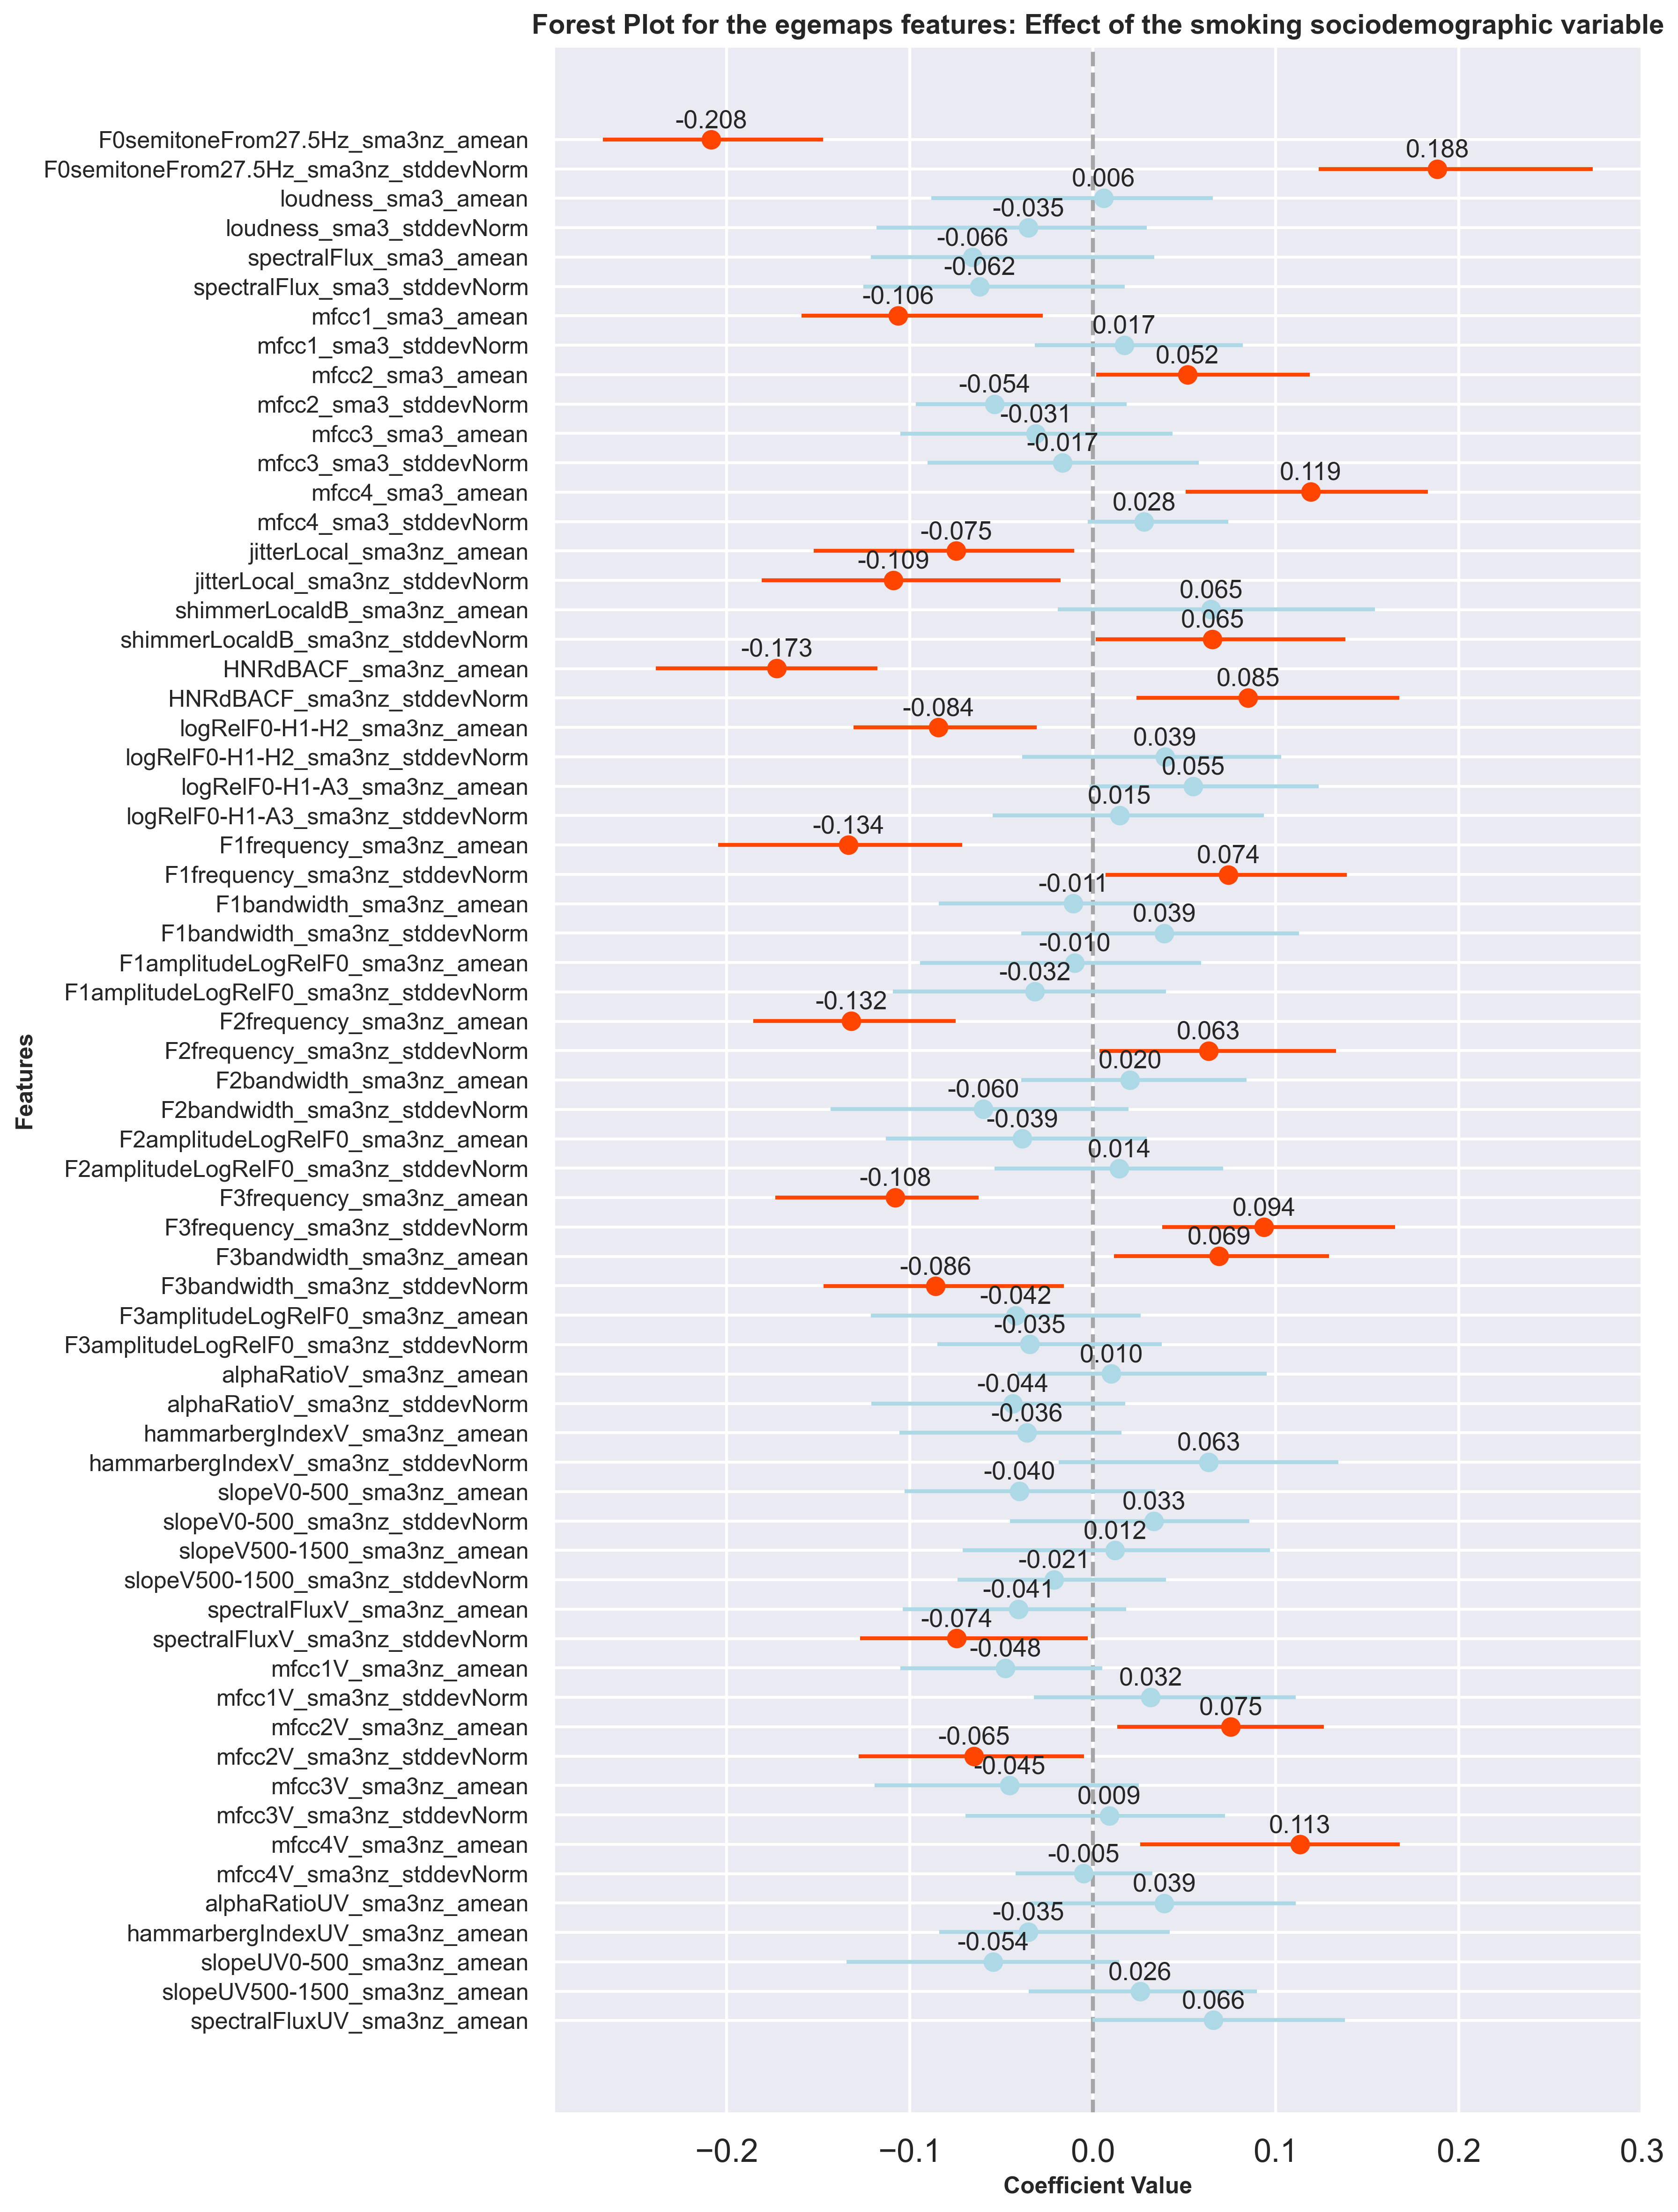 Forest Plot for the egemaps features: Effect of the smoking sociodemographic variable
F0semitoneFrom27.5Hz_sma3nz_amean -0.208
F0semitoneFrom27.5Hz_sma3nz_stddevNorm 0.188
loudness_sma3_amean 0.006
loudness_sma3_stddevNorm -0.035
spectralFlux_sma3_amean -0.066
spectralFlux_sma3_stddevNorm -0.062
mfcc1_sma3_amean -0.106
mfcc1_sma3_stddevNorm 0.017
mfcc2_sma3_amean 0.052
mfcc2_sma3_stddevNorm -0.054
mfcc3_sma3_amean -0.031
mfcc3_sma3_stddevNorm -0.017
mfcc4_sma3_amean 0.119
mfcc4_sma3_stddevNorm 0.028
jitterLocal_sma3nz_amean -0.075
jitterLocal_sma3nz_stddevNorm -0.109
shimmerLocaldB_sma3nz_amean 0.065
shimmerLocaldB_sma3nz_stddevNorm 0.065
HNRdBACF_sma3nz_amean -0.173
HNRdBACF_sma3nz_stddevNorm 0.085
logRelF0-H1-H2_sma3nz_amean -0.084
logRelF0-H1-H2_sma3nz_stddevNorm 0.039
logRelF0-H1-A3_sma3nz_amean 0.055
logRelF0-H1-A3_sma3nz_stddevNorm 0.015
F1frequency_sma3nz_amean -0.134
F1frequency_sma3nz_stddevNorm 0.074
F1bandwidth_sma3nz_amean -0.011
F1bandwidth_sma3nz_stddevNorm 0.039
F1amplitudeLogRelF0_sma3nz_amean -0.010
F1amplitudeLogRelF0_sma3nz_stddevNorm -0.032
F2frequency_sma3nz_amean -0.132
F2frequency_sma3nz_stddevNorm 0.063
F2bandwidth_sma3nz_amean 0.020
F2bandwidth_sma3nz_stddevNorm -0.060
F2amplitudeLogRelF0_sma3nz_amean -0.039
F2amplitudeLogRelF0_sma3nz_stddevNorm 0.014
F3frequency_sma3nz_amean -0.108
F3frequency_sma3nz_stddevNorm 0.094
F3bandwidth_sma3nz_amean 0.069
F3bandwidth_sma3nz_stddevNorm -0.086
F3amplitudeLogRelF0_sma3nz_amean -0.042
F3amplitudeLogRelF0_sma3nz_stddevNorm -0.035
alphaRatioV_sma3nz_amean 0.010
alphaRatioV_sma3nz_stddevNorm -0.044
hammarbergIndexV_sma3nz_amean -0.036
hammarbergIndexV_sma3nz_stddevNorm 0.063
slopeV0-500_sma3nz_amean -0.040
slopeV0-500_sma3nz_stddevNorm 0.033
slopeV500-1500_sma3nz_amean 0.012
slopeV500-1500_sma3nz_stddevNorm -0.021
spectralFluxV_sma3nz_amean -0.041
spectralFluxV_sma3nz_stddevNorm -0.074
mfcc1V_sma3nz_amean -0.048
mfcc1V_sma3nz_stddevNorm 0.032
mfcc2V_sma3nz_amean 0.075
mfcc2V_sma3nz_stddevNorm -0.065
mfcc3V_sma3nz_amean -0.045
mfcc3V_sma3nz_stddevNorm 0.009
mfcc4V_sma3nz_amean 0.113
mfcc4V_sma3nz_stddevNorm -0.005
alphaRatioUV_sma3nz_amean 0.039
hammarbergIndexUV_sma3nz_amean -0.035
slopeUV0-500_sma3nz_amean -0.054
slopeUV500-1500_sma3nz_amean 0.026
spectralFluxUV_sma3nz_amean 0.066
Features
−0.2 −0.1 0.0 0.1 0.2 0.3
Coefficient Value